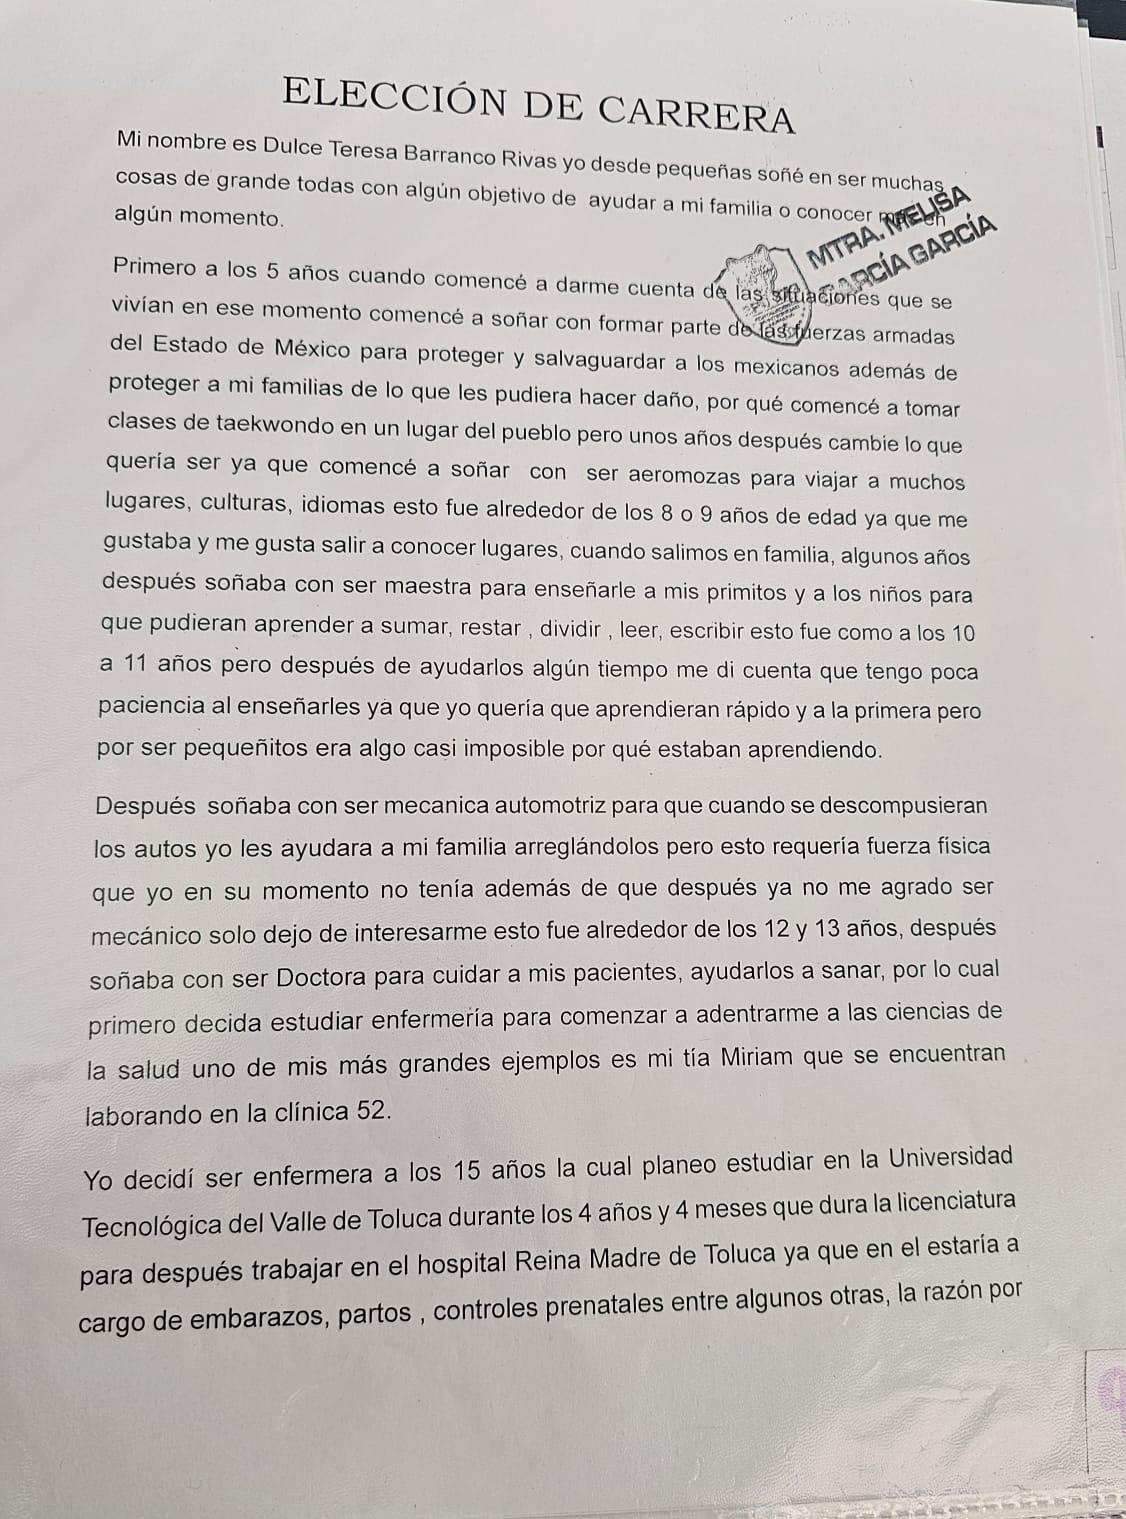 ELECCIÓN DE CARRERA
Mi nombre es Dulce Teresa Barranco Rivas yo desde pequeñas soñé en ser muchas
cosas de grande todas con algún objetivo de ayudar a mi familia o conocer en
algún momento.
MTRA. MELISA
GARCÍA GARCÍA
Primero a los 5 años cuando comencé a darme cuenta de las situaciones que se
vivían en ese momento comencé a soñar con formar parte de las fuerzas armadas
del Estado de México para proteger y salvaguardar a los mexicanos además de
proteger a mi familias de lo que les pudiera hacer daño, por qué comencé a tomar
clases de taekwondo en un lugar del pueblo pero unos años después cambie lo que
quería ser ya que comencé a soñar con ser aeromozas para viajar a muchos
lugares, culturas, idiomas esto fue alrededor de los 8 o 9 años de edad ya que me
gustaba y me gusta salir a conocer lugares, cuando salimos en familia, algunos años
después soñaba con ser maestra para enseñarle a mis primitos y a los niños para
que pudieran aprender a sumar, restar , dividir , leer, escribir esto fue como a los 10
a 11 años pero después de ayudarlos algún tiempo me di cuenta que tengo poca
paciencia al enseñarles ya que yo quería que aprendieran rápido y a la primera pero
por ser pequeñitos era algo casi imposible por qué estaban aprendiendo.
Después soñaba con ser mecanica automotriz para que cuando se descompusieran
los autos yo les ayudara a mi familia arreglándolos pero esto requería fuerza física
que yo en su momento no tenía además de que después ya no me agrado ser
mecánico solo dejo de interesarme esto fue alrededor de los 12 y 13 años, después
soñaba con ser Doctora para cuidar a mis pacientes, ayudarlos a sanar, por lo cual
primero decida estudiar enfermería para comenzar a adentrarme a las ciencias de
la salud uno de mis más grandes ejemplos es mi tía Miriam que se encuentran
laborando en la clínica 52.
Yo decidí ser enfermera a los 15 años la cual planeo estudiar en la Universidad
Tecnológica del Valle de Toluca durante los 4 años y 4 meses que dura la licenciatura
para después trabajar en el hospital Reina Madre de Toluca ya que en el estaría a
cargo de embarazos, partos , controles prenatales entre algunos otras, la razón por